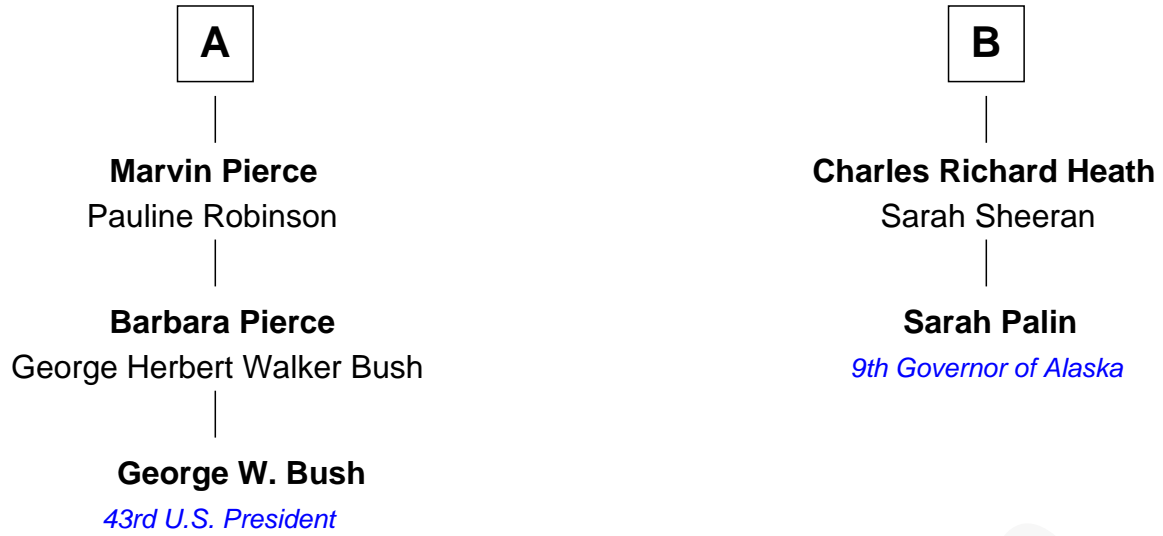 A
Marvin Pierce
Pauline Robinson
Barbara Pierce
George Herbert Walker Bush
George W. Bush
43rd U.S. President
B
Charles Richard Heath
Sarah Sheeran
Sarah Palin
9th Governor of Alaska